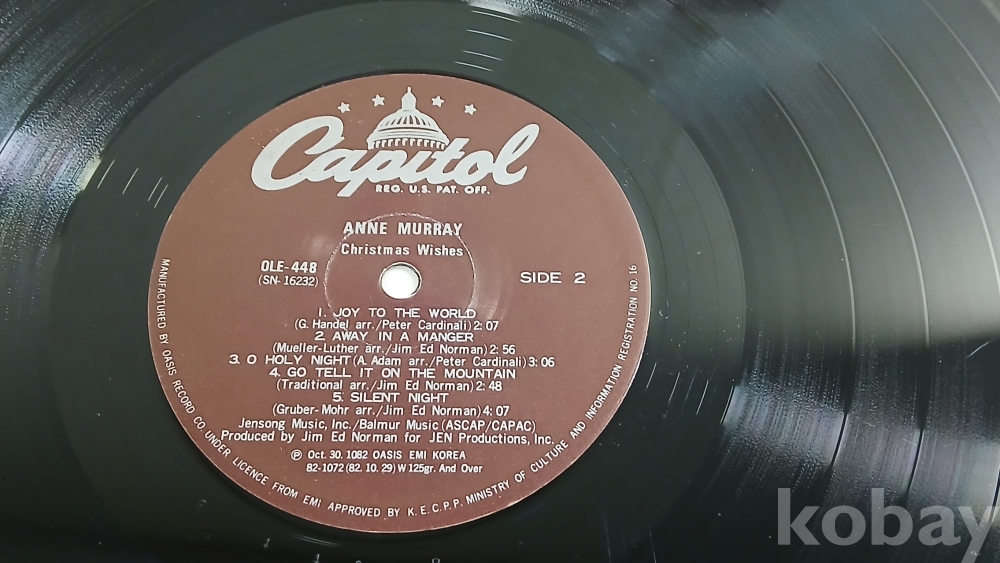 Capitol
REG. U.S. PAT. OFF.
ANNE MURRAY
Christmas Wishes
OLE-448
(SN-16232)
SIDE 2
1. JOY TO THE WORLD
(G. Handel arr./Peter Cardinali) 2:07
2. AWAY IN A MANGER
(Mueller-Luther arr./Jim Ed Norman) 2:56
3. O HOLY NIGHT (A. Adam arr./Peter Cardinali) 3:06
4. GO TELL IT ON THE MOUNTAIN
(Traditional arr./Jim Ed Norman) 2:48
5. SILENT NIGHT
(Gruber-Mohr arr./Jim Ed Norman) 4:07
Jensong Music, Inc./Balmur Music (ASCAP/CAPAC)
Produced by Jim Ed Norman for JEN Productions, Inc.
Ⓟ Oct. 30. 1082 OASIS EMI KOREA
82-1072 (82. 10. 29) W 125gr. And Over
MANUFACTURED BY OASIS RECORD CO. UNDER LICENCE FROM EMI APPROVED BY K.E.C.P.P. MINISTRY OF CULTURE AND INFORMATION REGISTRATION NO. 16
kobay